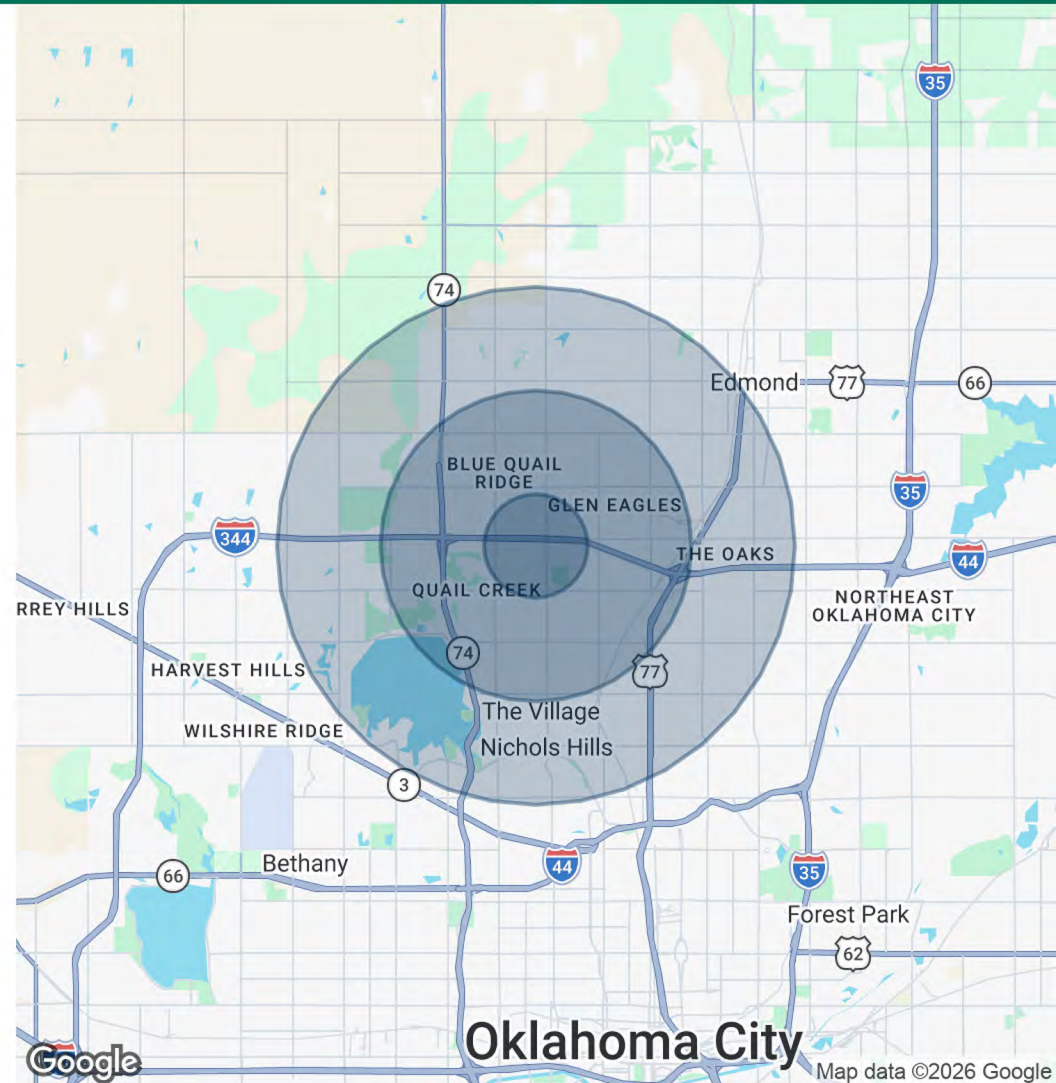 35
74
Edmond
77
66
BLUE QUAIL
RIDGE
GLEN EAGLES
35
344
THE OAKS
44
QUAIL CREEK
NORTHEAST
OKLAHOMA CITY
RREY HILLS
74
HARVEST HILLS
77
The Village
WILSHIRE RIDGE
Nichols Hills
3
Bethany
44
35
66
Forest Park
62
Oklahoma City
Google
Map data ©2026 Google